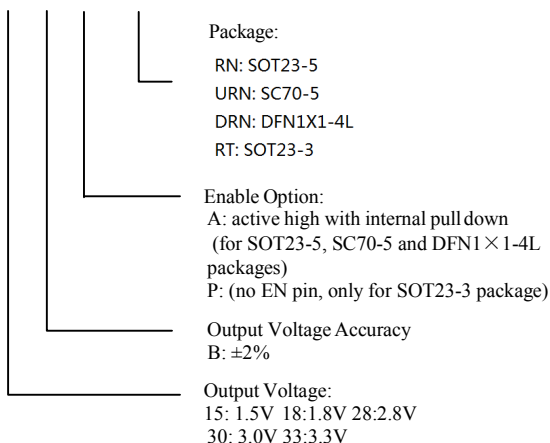 Package:
RN: SOT23-5
URN: SC70-5
DRN: DFN1X1-4L
RT: SOT23-3
Enable Option:
A: active high with internal pull down
(for SOT23-5, SC70-5 and DFN1×1-4L
packages)
P: (no EN pin, only for SOT23-3 package)
Output Voltage Accuracy
B: ±2%
Output Voltage:
15: 1.5V 18:1.8V 28:2.8V
30: 3.0V 33:3.3V